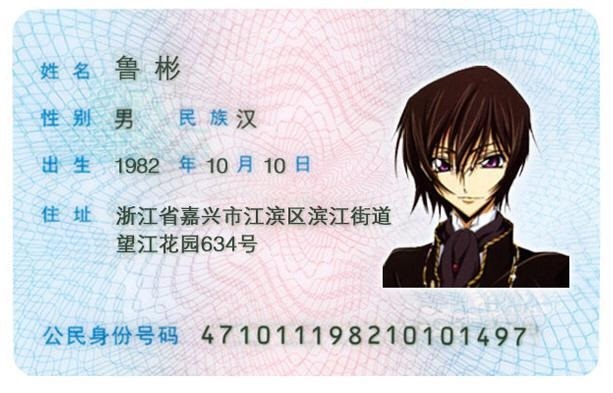 姓名 鲁彬
性别 男 民族 汉
出生 1982 年 10 月 10 日
住址 浙江省嘉兴市江滨区滨江街道
望江花园634号
公民身份号码 471011198210101497